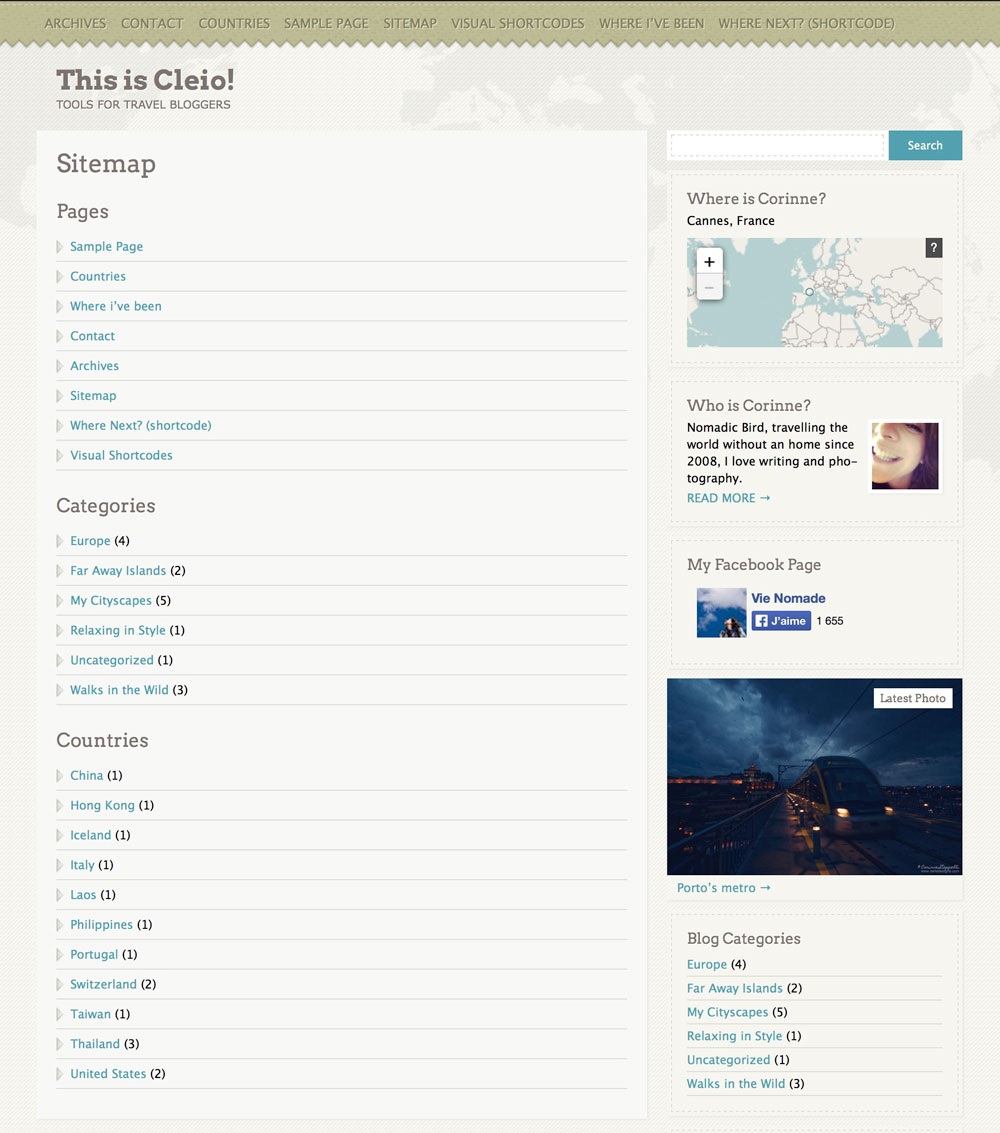 ARCHIVES CONTACT COUNTRIES SAMPLE PAGE SITEMAP VISUAL SHORTCODES WHERE I'VE BEEN WHERE NEXT? (SHORTCODE)
This is Cleio!
TOOLS FOR TRAVEL BLOGGERS
Sitemap
Pages
Sample Page
Countries
Where i've been
Contact
Archives
Sitemap
Where Next? (shortcode)
Visual Shortcodes
Categories
Europe (4)
Far Away Islands (2)
My Cityscapes (5)
Relaxing in Style (1)
Uncategorized (1)
Walks in the Wild (3)
Countries
China (1)
Hong Kong (1)
Iceland (1)
Italy (1)
Laos (1)
Philippines (1)
Portugal (1)
Switzerland (2)
Taiwan (1)
Thailand (3)
United States (2)
Search
Where is Corinne?
Cannes, France
+
–
?
Who is Corinne?
Nomadic Bird, travelling the
world without an home since
2008, I love writing and pho-
tography.
READ MORE →
My Facebook Page
Vie Nomade
J'aime 1 655
Latest Photo
Porto's metro →
Blog Categories
Europe (4)
Far Away Islands (2)
My Cityscapes (5)
Relaxing in Style (1)
Uncategorized (1)
Walks in the Wild (3)